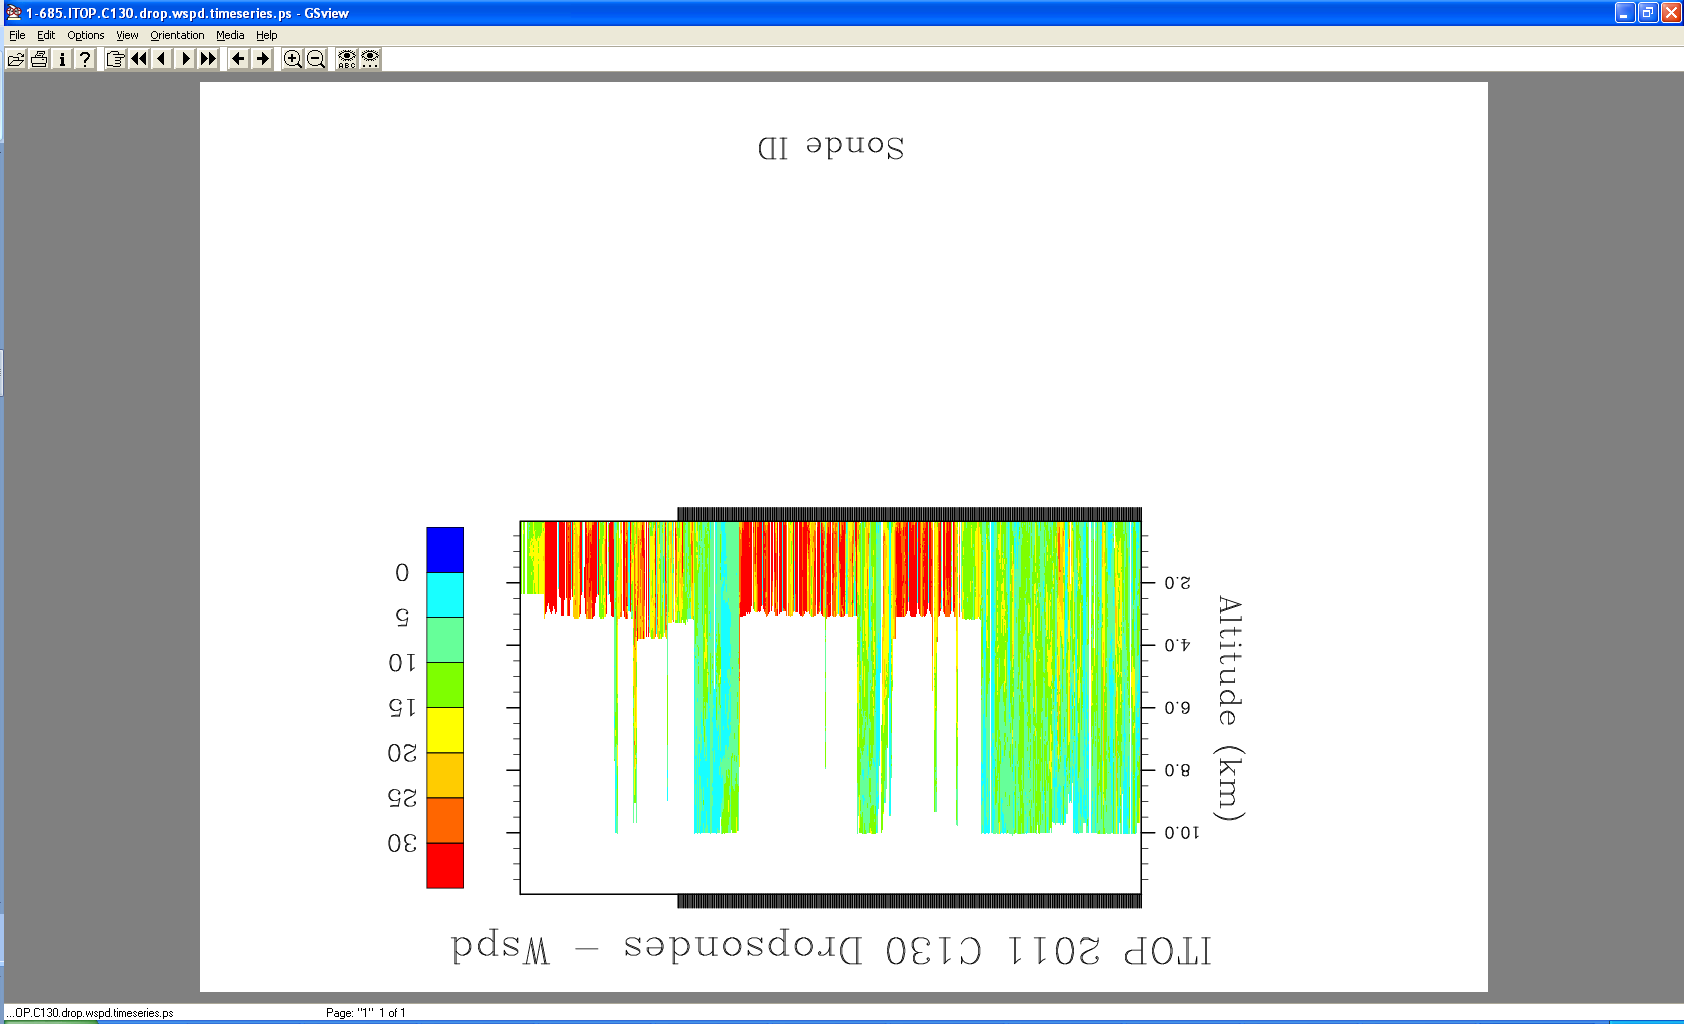 1-685.ITOP.C130.drop.wspd.timeseries.ps - GSview
File Edit Options View Orientation Media Help
ABC
Sonde ID
0
5
10
15
20
25
30
2.0
4.0
6.0
8.0
10.0
Altitude (km)
ITOP 2011 C130 Dropsondes - Wspd
...OP.C130.drop.wspd.timeseries.ps Page: "1" 1 of 1